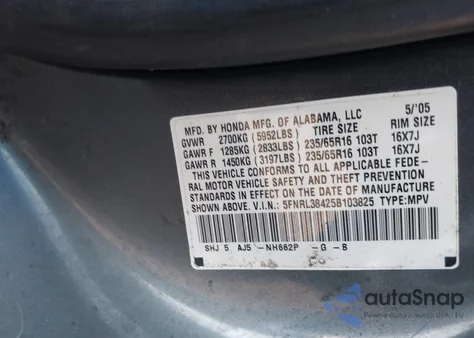 MFD. BY HONDA MFG. OF ALABAMA, LLC 5/'05
GVWR 2700KG (5952LBS) TIRE SIZE RIM SIZE
GAWR F 1285KG (2833LBS) 235/65R16 103T 16X7J
GAWR R 1450KG (3197LBS) 235/65R16 103T 16X7J
THIS VEHICLE CONFORMS TO ALL APPLICABLE FEDE-
RAL MOTOR VEHICLE SAFETY AND THEFT PREVENTION
STANDARDS IN EFFECT ON THE DATE OF MANUFACTURE
SHOWN ABOVE. V.I.N.: 5FNRL38425B103825 TYPE:MPV
SHJ 5 AJ5 -NH662P -G -B
autoSnap